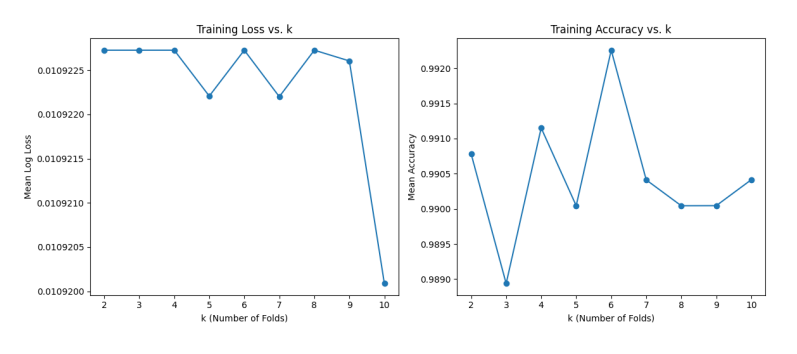 Training Loss vs. k
Mean Log Loss
0.0109225
0.0109220
0.0109215
0.0109210
0.0109205
0.0109200
2 3 4 5 6 7 8 9 10
k (Number of Folds)
Training Accuracy vs. k
Mean Accuracy
0.9920
0.9915
0.9910
0.9905
0.9900
0.9895
0.9890
2 3 4 5 6 7 8 9 10
k (Number of Folds)